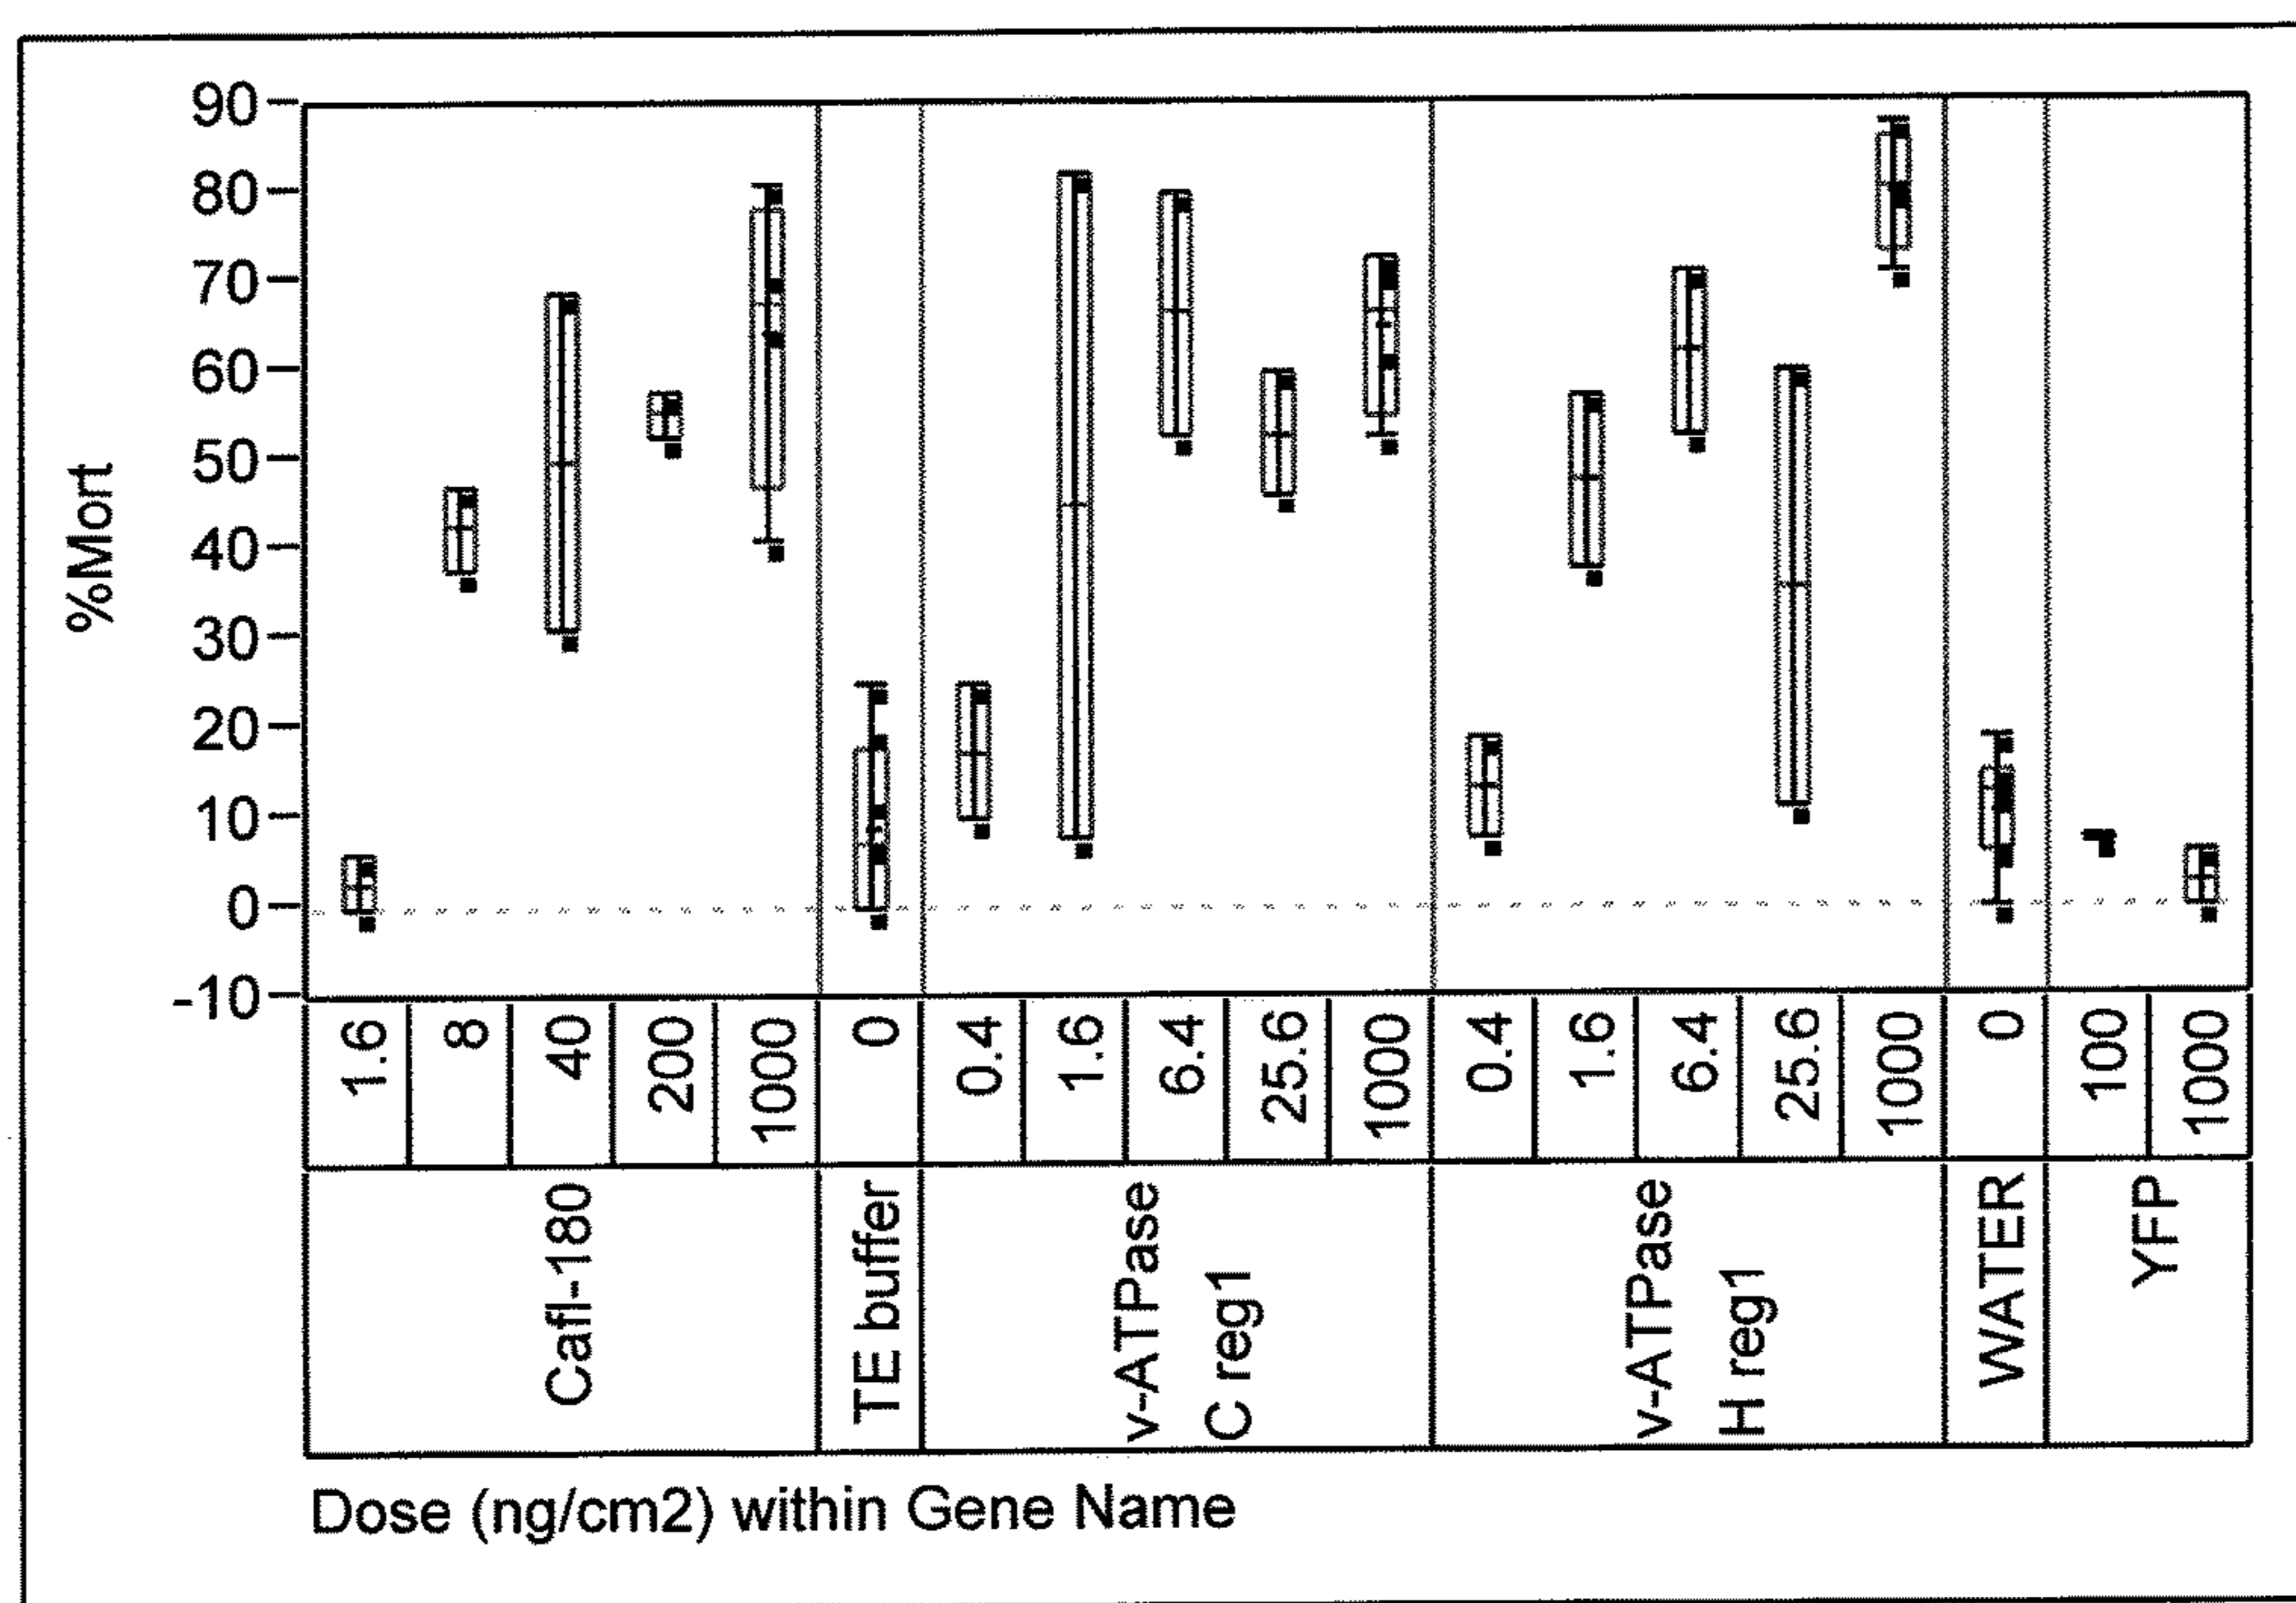 90
80
70
60
50
40
30
20
10
0
-10
%Mort
1.6 8 40 200 1000 0 0.4 1.6 6.4 25.6 1000 0.4 1.6 6.4 25.6 1000 0 100 1000
Cafl-180
TE buffer
v-ATPase
C reg1
v-ATPase
H reg1
WATER
YFP
Dose (ng/cm2) within Gene Name